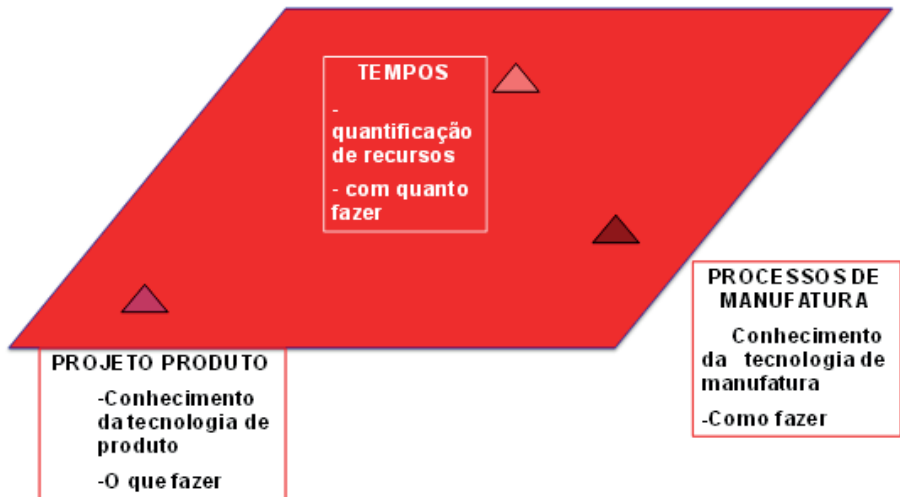 TEMPOS
-
quantificação
de recursos
- com quanto
fazer
PROCESSOS DE
MANUFATURA
Conhecimento
da tecnologia de
manufatura
-Como fazer
PROJETO PRODUTO
-Conhecimento
da tecnologia de
produto
-O que fazer